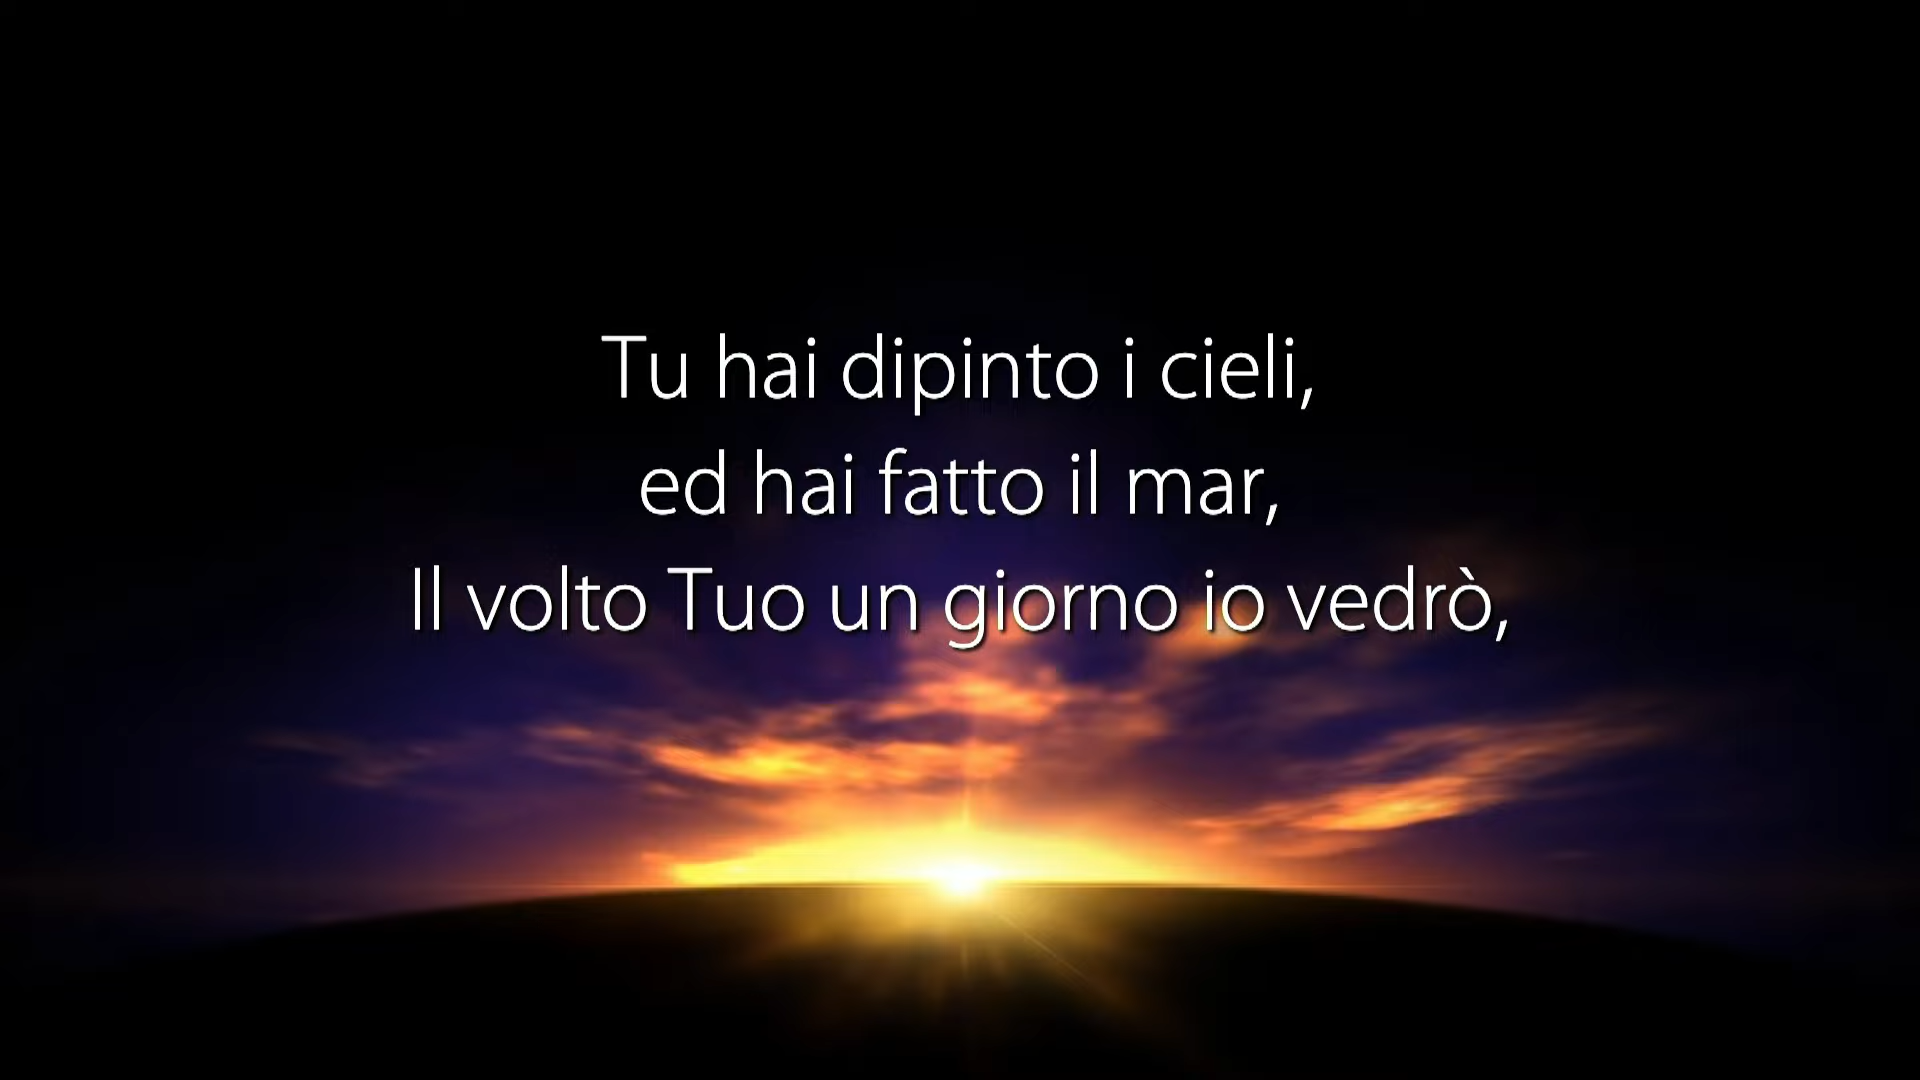 Tu hai dipinto i cieli,
ed hai fatto il mar,
Il volto Tuo un giorno io vedrò,